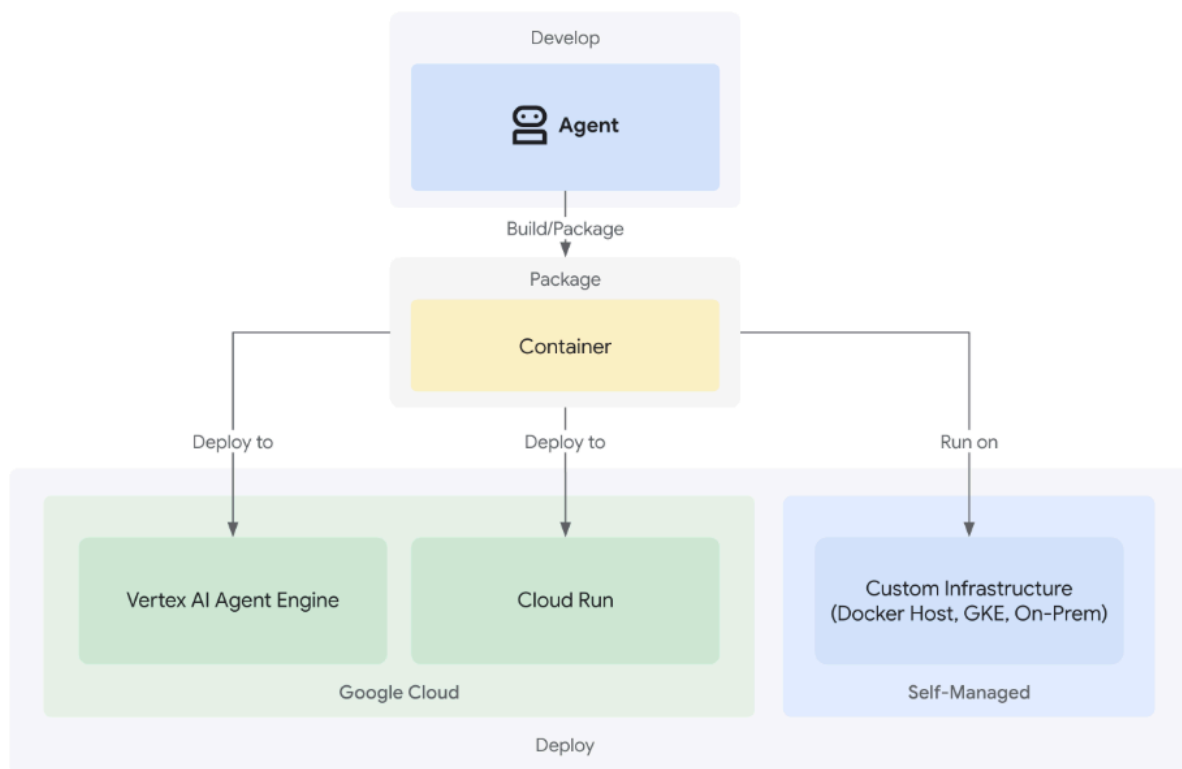 Develop
Agent
Build/Package
Package
Container
Deploy to
Deploy to
Run on
Vertex AI Agent Engine
Cloud Run
Custom Infrastructure
(Docker Host, GKE, On-Prem)
Google Cloud
Self-Managed
Deploy